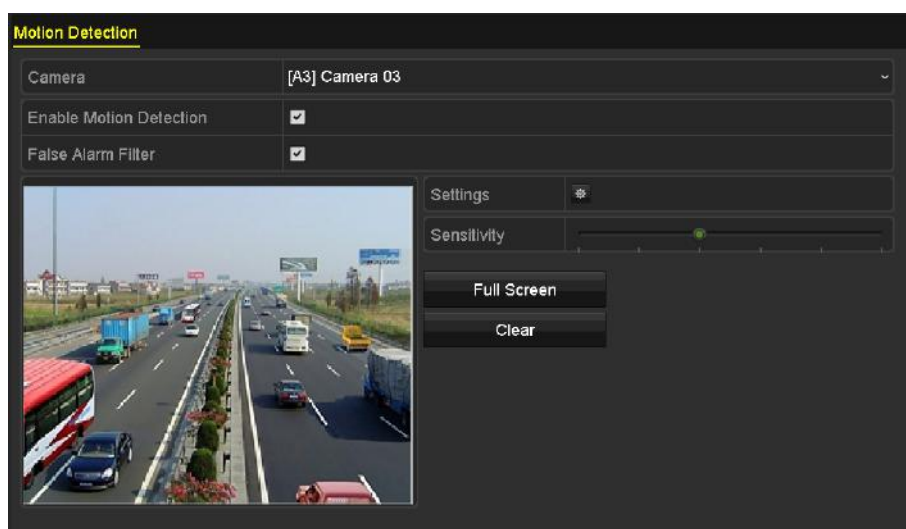 Motion Detection
Camera [A3] Camera 03
Enable Motion Detection
False Alarm Filter
Settings
Sensitivity
Full Screen
Clear